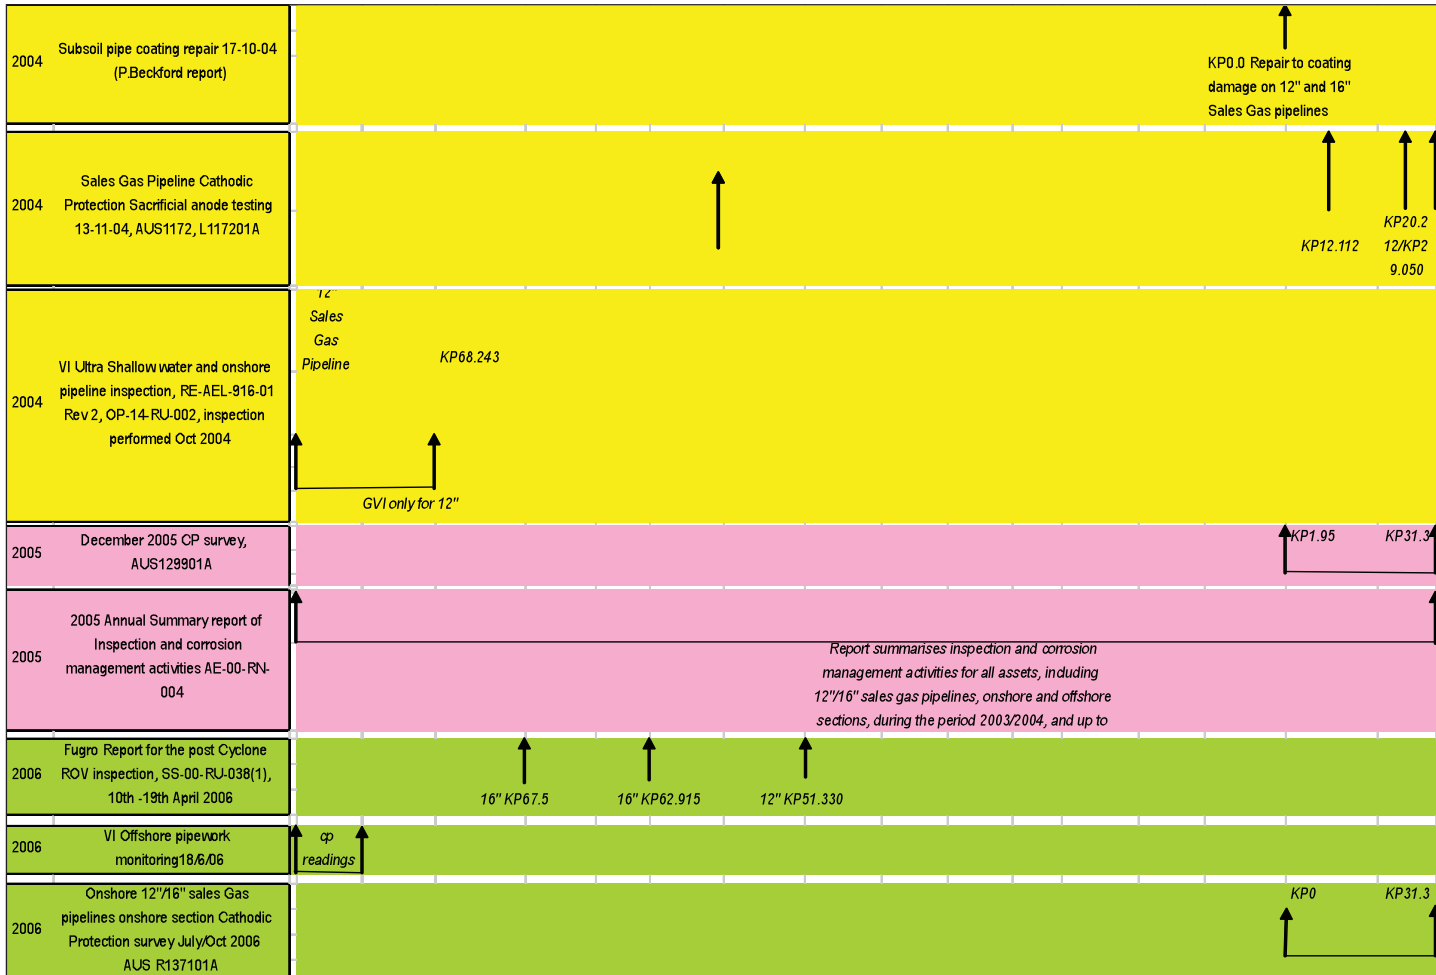 2004
Subsoil pipe coating repair 17-10-04
(P.Beckford report)
KP0.0 Repair to coating
damage on 12" and 16"
Sales Gas pipelines
2004
Sales Gas Pipeline Cathodic
Protection Sacrificial anode testing
13-11-04, AUS1172, L117201A
KP12.112
KP20.2
12/KP2
9.050
2004
VI Ultra Shallow water and onshore
pipeline inspection, RE-AEL-916-01
Rev 2, OP-14-RU-002, inspection
performed Oct 2004
12"
Sales
Gas
Pipeline
KP68.243
GVI only for 12"
2005
December 2005 CP survey,
AUS129901A
KP1.95
KP31.3
2005
2005 Annual Summary report of
Inspection and corrosion
management activities AE-00-RN-
004
Report summarises inspection and corrosion
management activities for all assets, including
12"/16" sales gas pipelines, onshore and offshore
sections, during the period 2003/2004, and up to
2006
Fugro Report for the post Cyclone
ROV inspection, SS-00-RU-038(1),
10th -19th April 2006
16" KP67.5
16" KP62.915
12" KP51.330
2006
VI Offshore pipework
monitoring18/6/06
cp
readings
2006
Onshore 12"/16" sales Gas
pipelines onshore section Cathodic
Protection survey July/Oct 2006
AUS R137101A
KP0
KP31.3